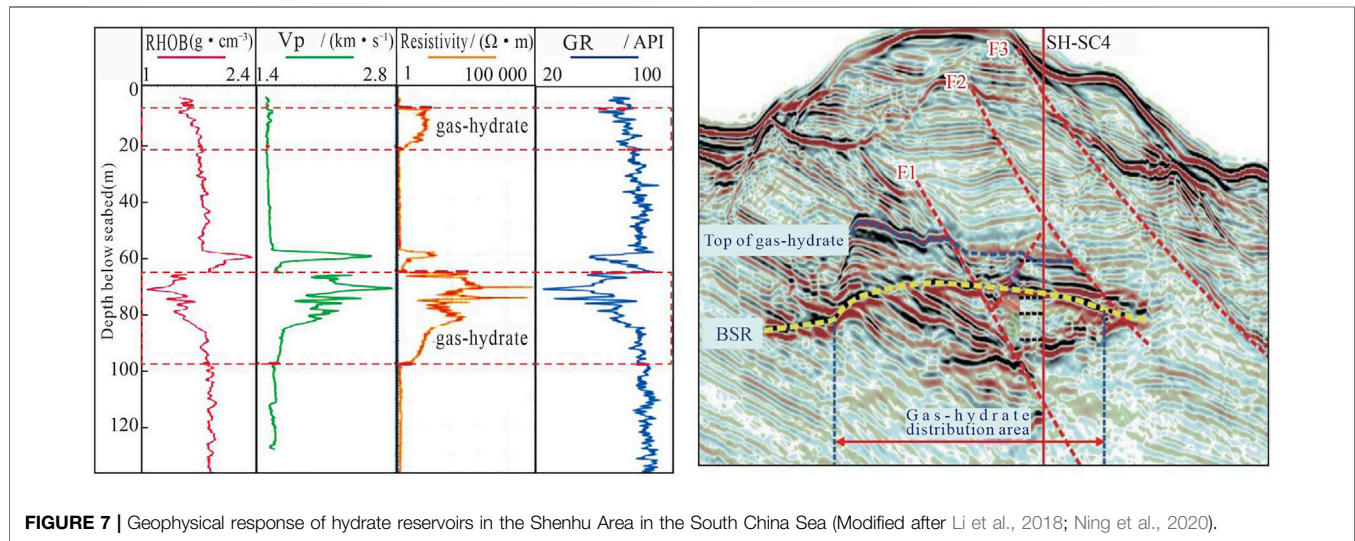 RHOB(g·cm⁻³)
1 2.4
Vp /(km·s⁻¹)
1.4 2.8
Resistivity/(Ω·m)
1 100 000
GR /API
20 100
Depth below seabed(m)
0
20
40
60
80
100
120
gas-hydrate
gas-hydrate
F3
SH-SC4
F2
F1
Top of gas-hydrate
BSR
Gas-hydrate
distribution area
FIGURE 7 | Geophysical response of hydrate reservoirs in the Shenhu Area in the South China Sea (Modified after Li et al., 2018; Ning et al., 2020).